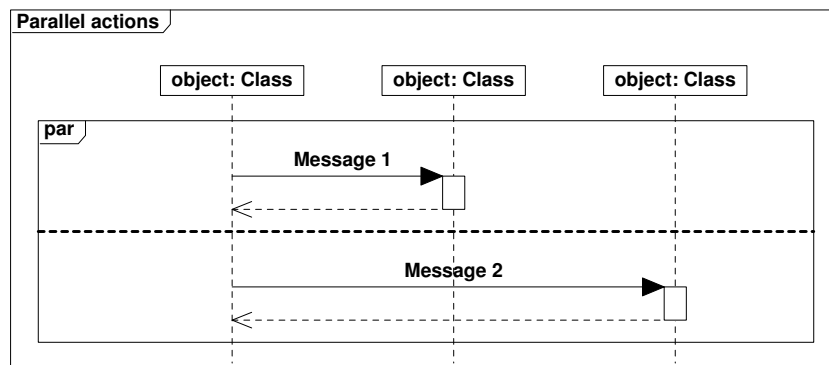 Parallel actions
object: Class
object: Class
object: Class
par
Message 1
Message 2